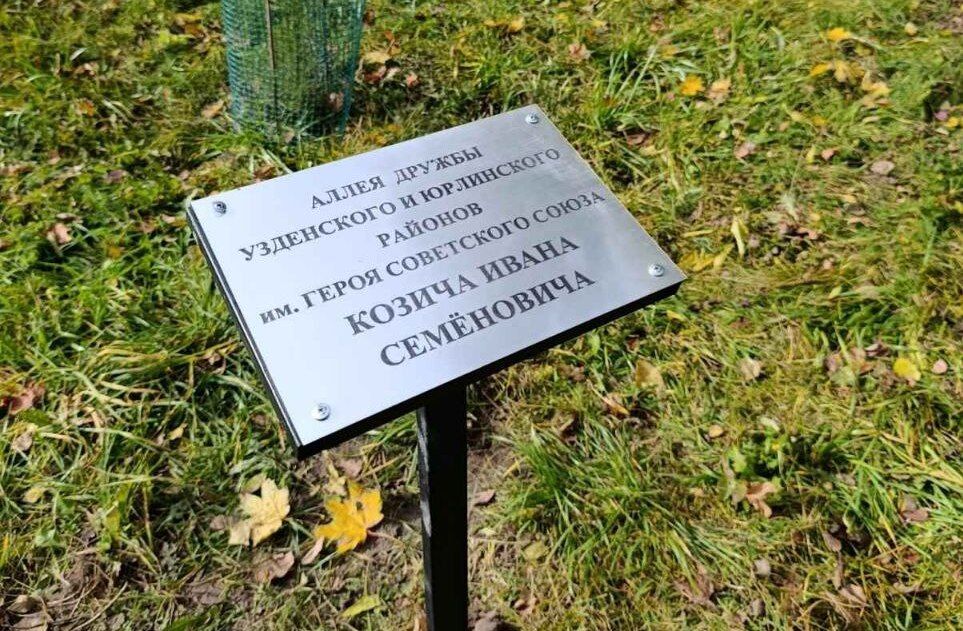 АЛЛЕЯ ДРУЖБЫ
УЗДЕНСКОГО И ЮРЛИНСКОГО
РАЙОНОВ
им. ГЕРОЯ СОВЕТСКОГО СОЮЗА
КОЗИЧА ИВАНА
СЕМЁНОВИЧА